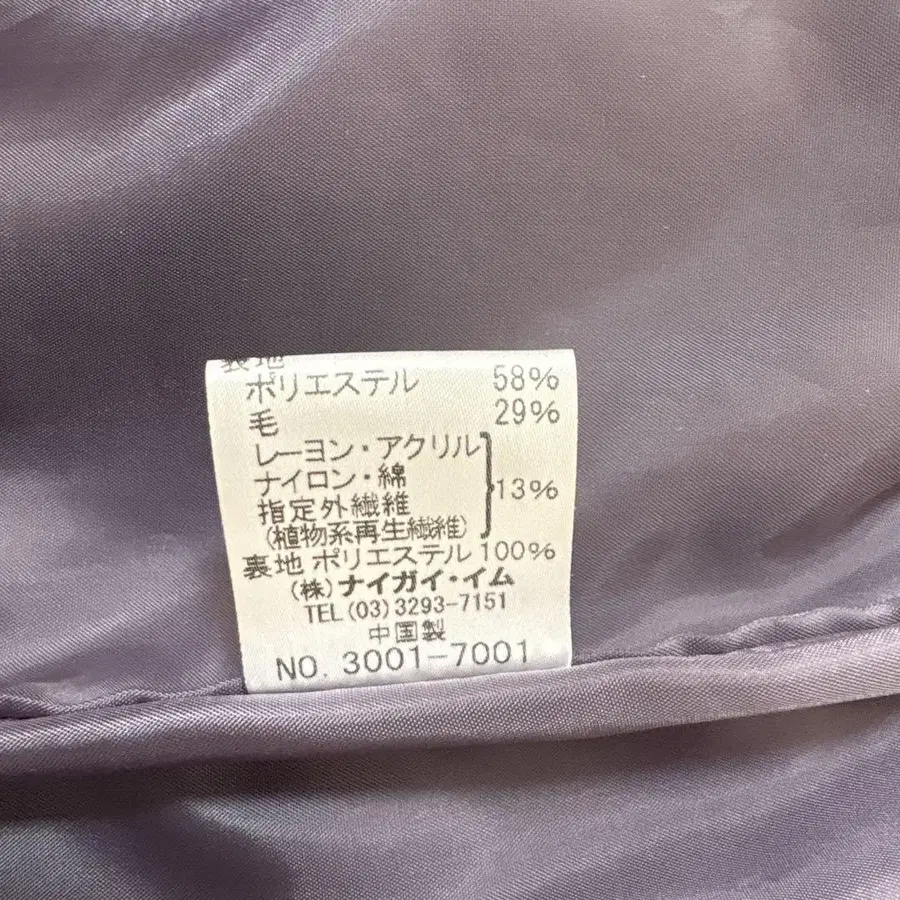 表地
ポリエステル 58%
毛 29%
レーヨン・アクリル
ナイロン・綿
指定外繊維
(植物系再生繊維)
13%
裏地 ポリエステル 100%
(株)ナイガイ・イム
TEL(03)3293-7151
中国製
NO. 3001-7001